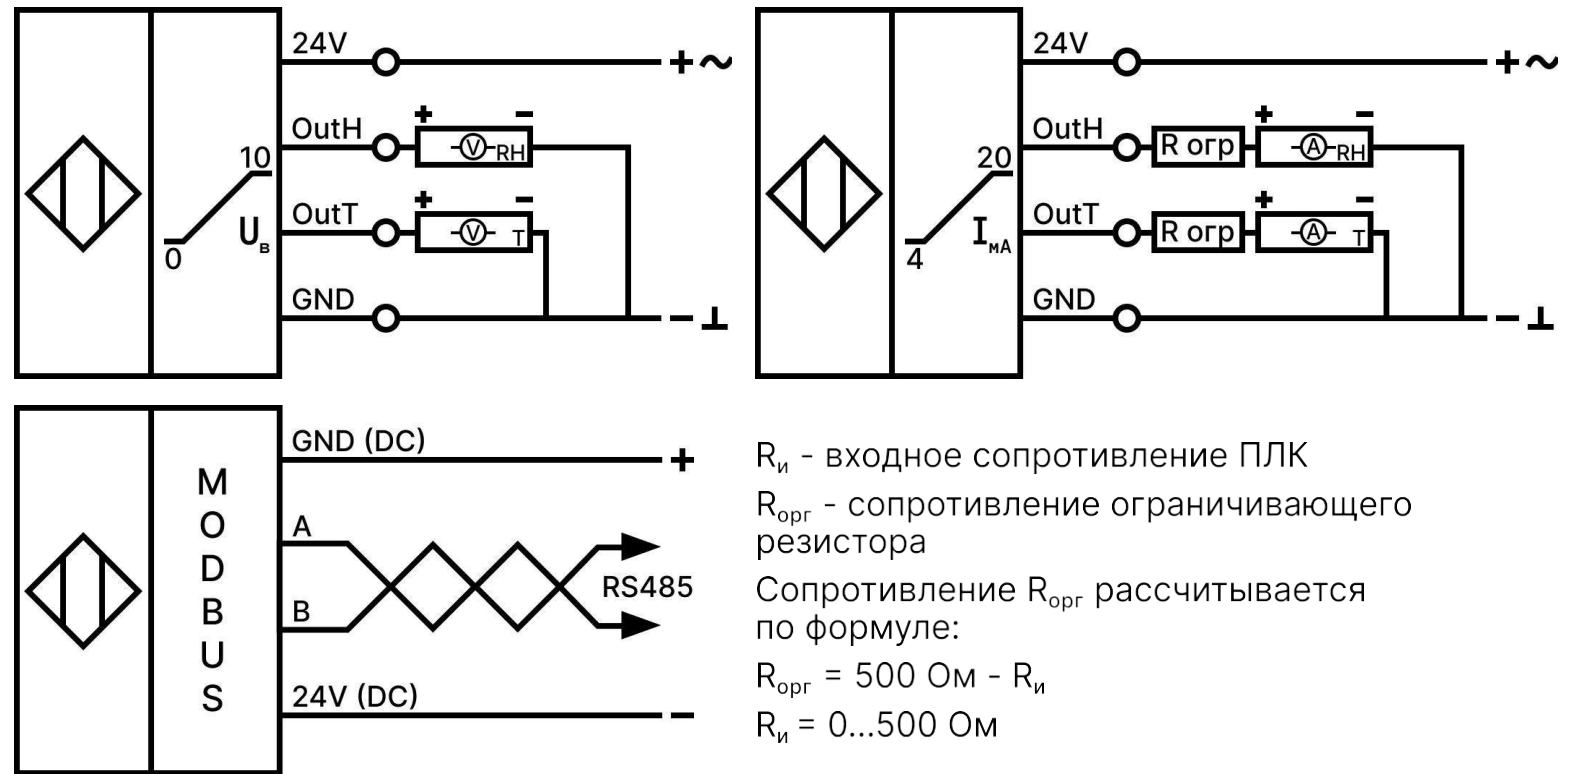 24V
+ ~
OutH
+ -
V RH
10
OutT
+ -
V T
Uв
0
GND
- ⊥
24V
+ ~
OutH
+ -
R огр
A RH
20
OutT
+ -
R огр
A T
IмА
4
GND
- ⊥
MODBUS
GND (DC)
+
A
RS485
B
24V (DC)
-
Rи - входное сопротивление ПЛК
Rорг - сопротивление ограничивающего
резистора
Сопротивление Rорг рассчитывается
по формуле:
Rорг = 500 Ом - Rи
Rи = 0...500 Ом